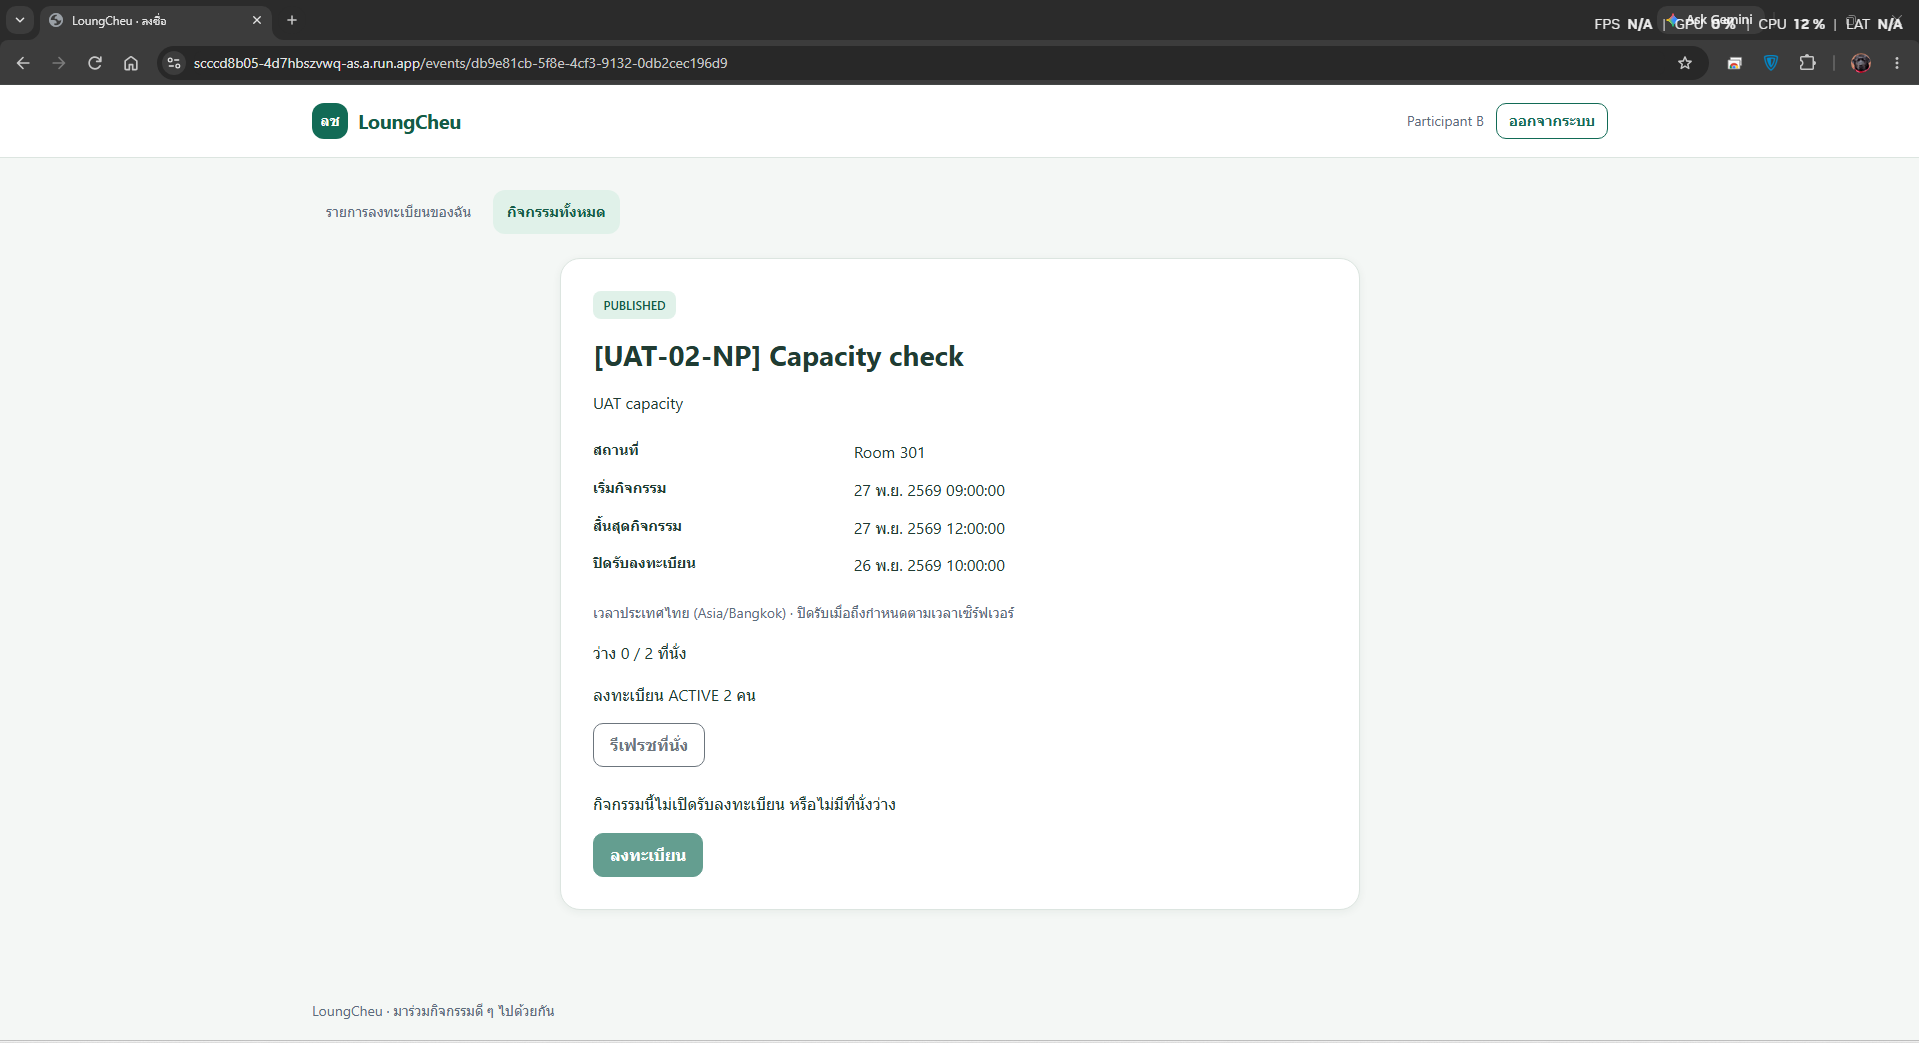 LoungCheu · ลงชื่อ
FPS N/A | GPU 0 % | CPU 12 % | LAT N/A
Ask Gemini
scccd8b05-4d7hbszvwq-as.a.run.app/events/db9e81cb-5f8e-4cf3-9132-0db2cec196d9
ลช LoungCheu
Participant B ออกจากระบบ
รายการลงทะเบียนของฉัน กิจกรรมทั้งหมด
PUBLISHED
[UAT-02-NP] Capacity check
UAT capacity
สถานที่ Room 301
เริ่มกิจกรรม 27 พ.ย. 2569 09:00:00
สิ้นสุดกิจกรรม 27 พ.ย. 2569 12:00:00
ปิดรับลงทะเบียน 26 พ.ย. 2569 10:00:00
เวลาประเทศไทย (Asia/Bangkok) · ปิดรับเมื่อถึงกำหนดตามเวลาเซิร์ฟเวอร์
ว่าง 0 / 2 ที่นั่ง
ลงทะเบียน ACTIVE 2 คน
รีเฟรชที่นั่ง
กิจกรรมนี้ไม่เปิดรับลงทะเบียน หรือไม่มีที่นั่งว่าง
ลงทะเบียน
LoungCheu · มาร่วมกิจกรรมดี ๆ ไปด้วยกัน